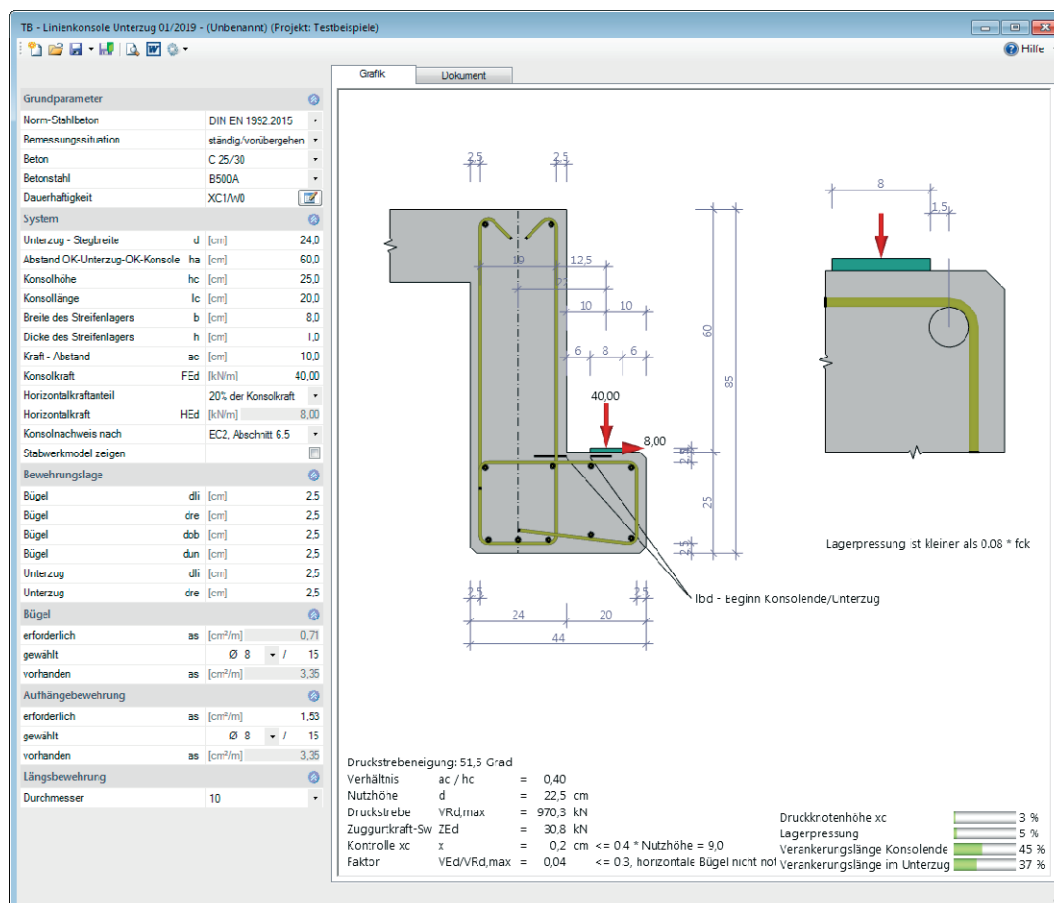 TB - Linienkonsole Unterzug 01/2019 - (Unbenannt) (Projekt: Testbeispiele)
Hilfe
Grafik
Dokument
Grundparameter
Norm-Stahlbeton DIN EN 1992.2015
Bemessungssituation ständig/vorübergehen
Beton C 25/30
Betonstahl B500A
Dauerhaftigkeit XC1/W0
System
Unterzug - Stegbreite d [cm] 24,0
Abstand OK-Unterzug-OK-Konsole ha [cm] 60,0
Konsolhöhe hc [cm] 25,0
Konsollänge lc [cm] 20,0
Breite des Streifenlagers b [cm] 8,0
Dicke des Streifenlagers h [cm] 1,0
Kraft - Abstand ac [cm] 10,0
Konsolkraft FEd [kN/m] 40,00
Horizontalkraftanteil 20% der Konsolkraft
Horizontalkraft HEd [kN/m] 8,00
Konsolnachweis nach EC2, Abschnitt 6.5
Stabwerkmodel zeigen
Bewehrungslage
Bügel dli [cm] 2,5
Bügel dre [cm] 2,5
Bügel dob [cm] 2,5
Bügel dun [cm] 2,5
Unterzug dli [cm] 2,5
Unterzug dre [cm] 2,5
Bügel
erforderlich as [cm²/m] 0,71
gewählt Ø 8 / 15
vorhanden as [cm²/m] 3,35
Aufhängebewehrung
erforderlich as [cm²/m] 1,53
gewählt Ø 8 / 15
vorhanden as [cm²/m] 3,35
Längsbewehrung
Durchmesser 10
2,5 2,5
19 12,5
22
10 10
6 8 6
40,00
8,00
60
85
25
2,5
2,5
2,5 2,5
24 20
44
lbd - Beginn Konsolende/Unterzug
8
1,5
Lagerpressung ist kleiner als 0.08 * fck
Druckstrebeneigung: 51,5 Grad
Verhältnis ac / hc = 0,40
Nutzhöhe d = 22,5 cm
Druckstrebe VRd,max = 970,3 kN
Zuggurtkraft-Sw ZEd = 30,8 kN
Kontrolle xc x = 0,2 cm <= 0.4 * Nutzhöhe = 9,0
Faktor VEd/VRd,max = 0,04 <= 0.3, horizontale Bügel nicht not
Druckknotenhöhe xc 3 %
Lagerpressung 5 %
Verankerungslänge Konsolende 45 %
Verankerungslänge im Unterzug 37 %